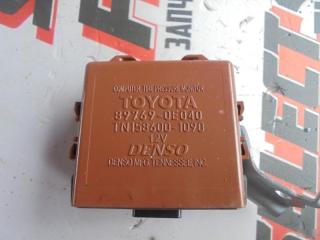 COMPUTER TIRE PRESSURE MONITOR
TOYOTA
89769-0E040
TN158600-1090
12V
DENSO
DENSO MFG. TENNESSEE, INC.